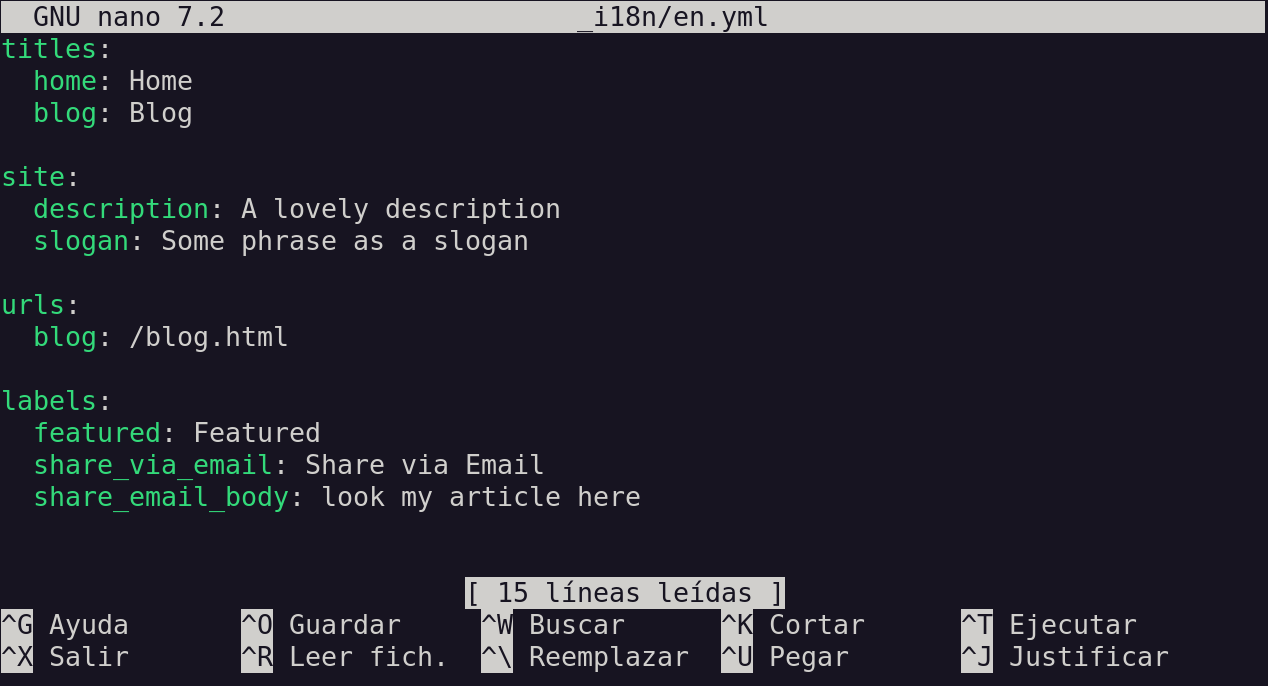 GNU nano 7.2 _i18n/en.yml
titles:
  home: Home
  blog: Blog

site:
  description: A lovely description
  slogan: Some phrase as a slogan

urls:
  blog: /blog.html

labels:
  featured: Featured
  share_via_email: Share via Email
  share_email_body: look my article here

[ 15 líneas leídas ]
^G Ayuda ^O Guardar ^W Buscar ^K Cortar ^T Ejecutar
^X Salir ^R Leer fich. ^\ Reemplazar ^U Pegar ^J Justificar